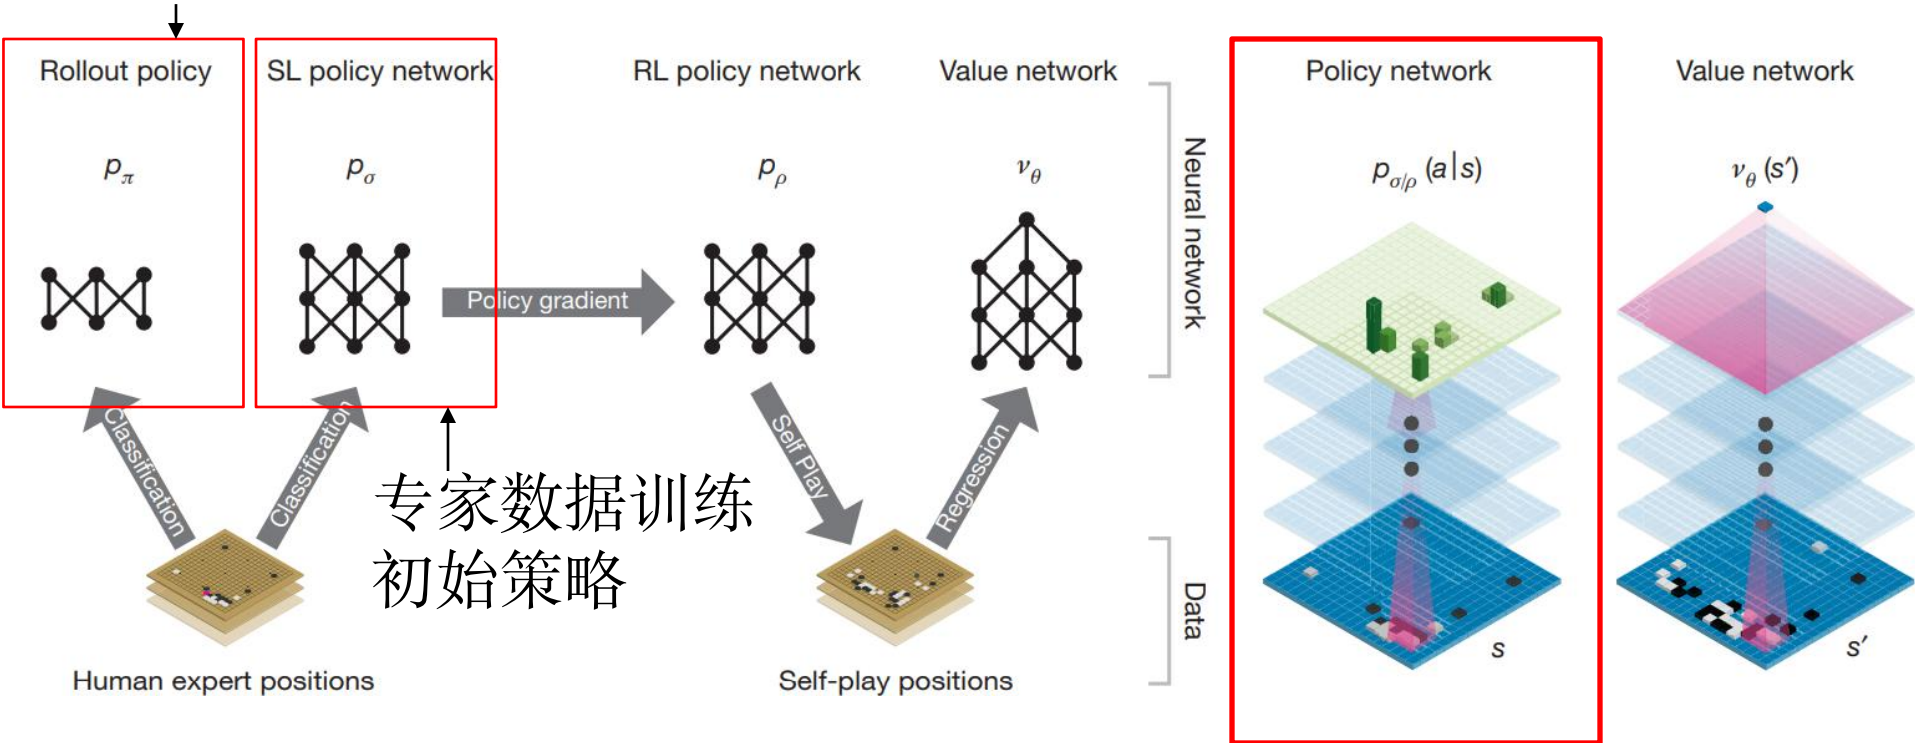 Rollout policy
SL policy network
RL policy network
Value network
Policy network
Value network
pπ
pσ
pρ
νθ
pσ/ρ (a|s)
νθ (s′)
Neural network
Policy gradient
Classification
Classification
Self Play
Regression
专家数据训练
初始策略
Data
s
s′
Human expert positions
Self-play positions